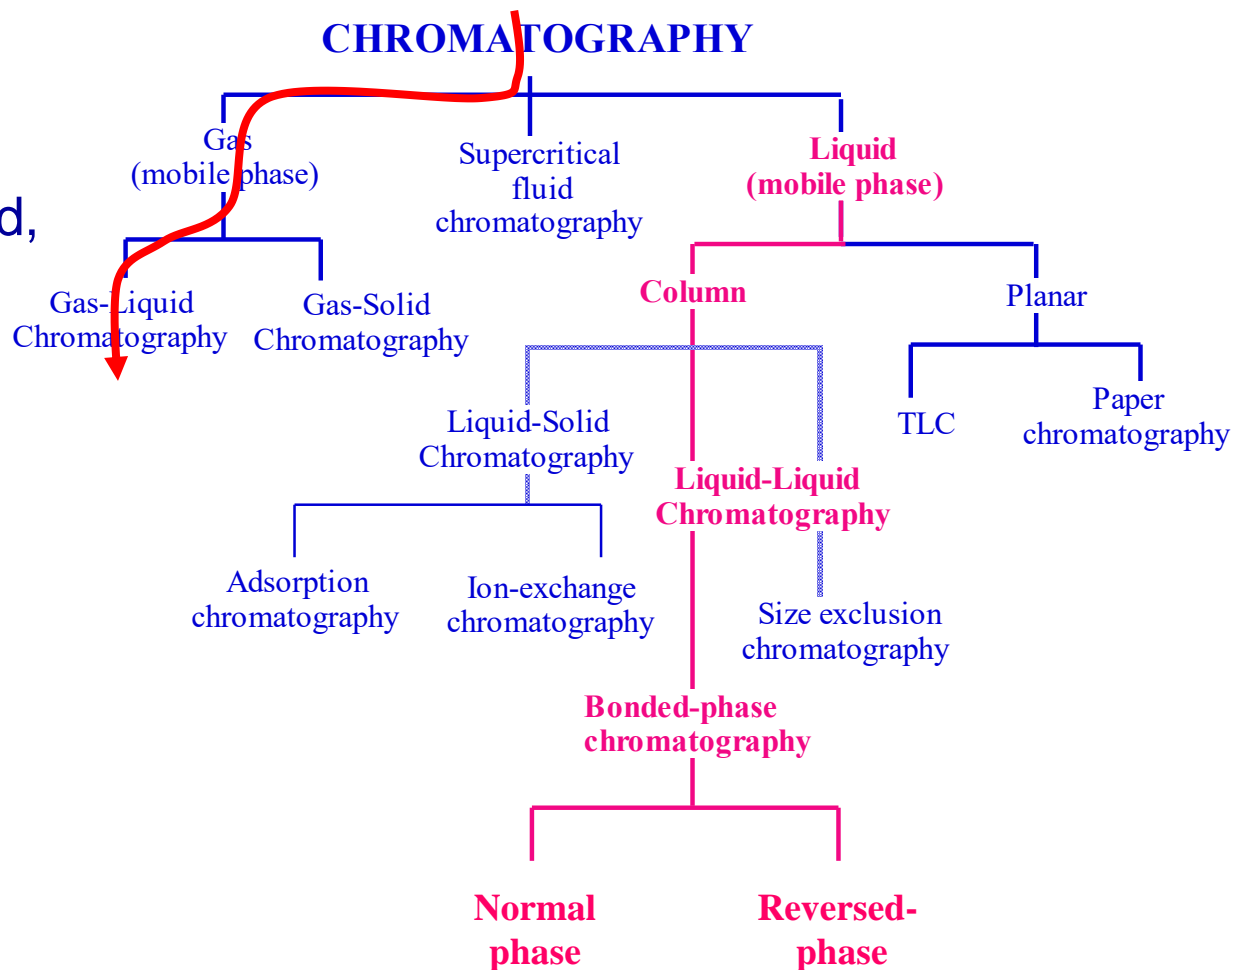 CHROMATOGRAPHY
Gas
(mobile phase)
Supercritical
fluid
chromatography
Liquid
(mobile phase)
d,
Gas-Liquid
Chromatography
Gas-Solid
Chromatography
Column
Planar
Liquid-Solid
Chromatography
TLC
Paper
chromatography
Liquid-Liquid
Chromatography
Adsorption
chromatography
Ion-exchange
chromatography
Size exclusion
chromatography
Bonded-phase
chromatography
Normal
phase
Reversed-
phase